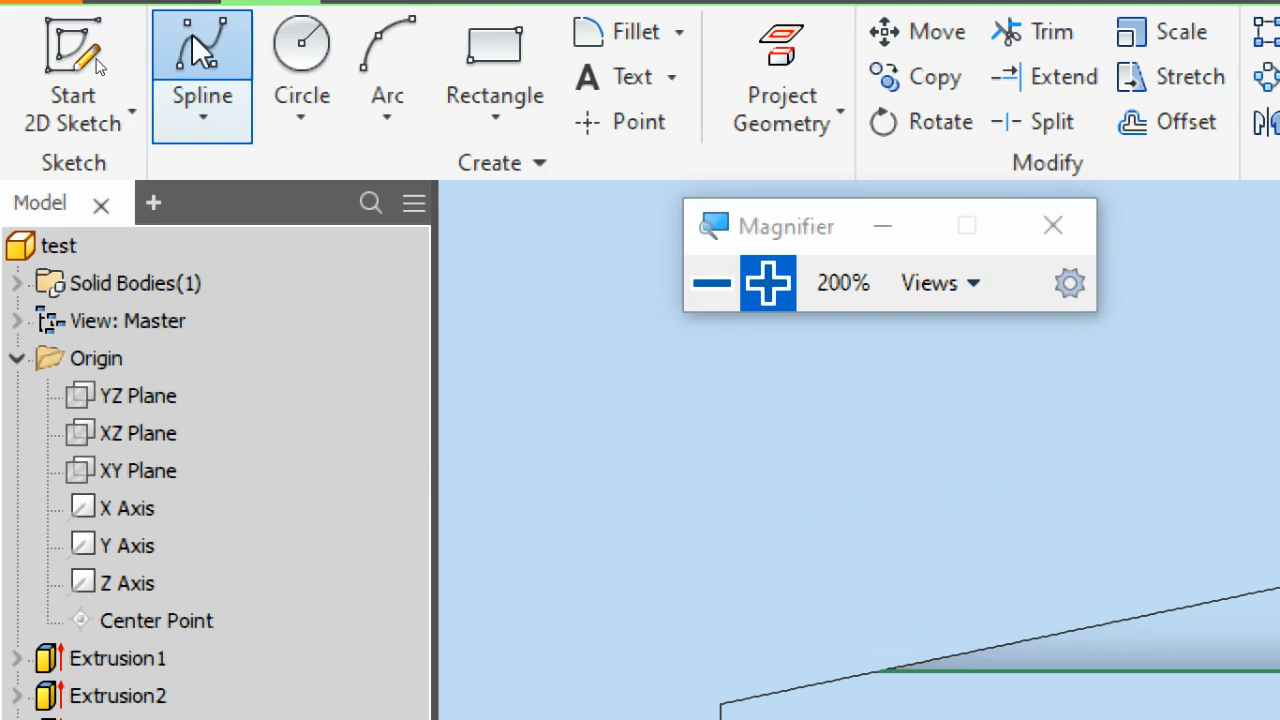 Start
2D Sketch
Spline
Circle
Arc
Rectangle
Fillet
Text
Point
Project
Geometry
Move
Copy
Rotate
Trim
Extend
Split
Scale
Stretch
Offset
Sketch
Create
Modify
Model
Magnifier
200%
Views
test
Solid Bodies(1)
View: Master
Origin
YZ Plane
XZ Plane
XY Plane
X Axis
Y Axis
Z Axis
Center Point
Extrusion1
Extrusion2